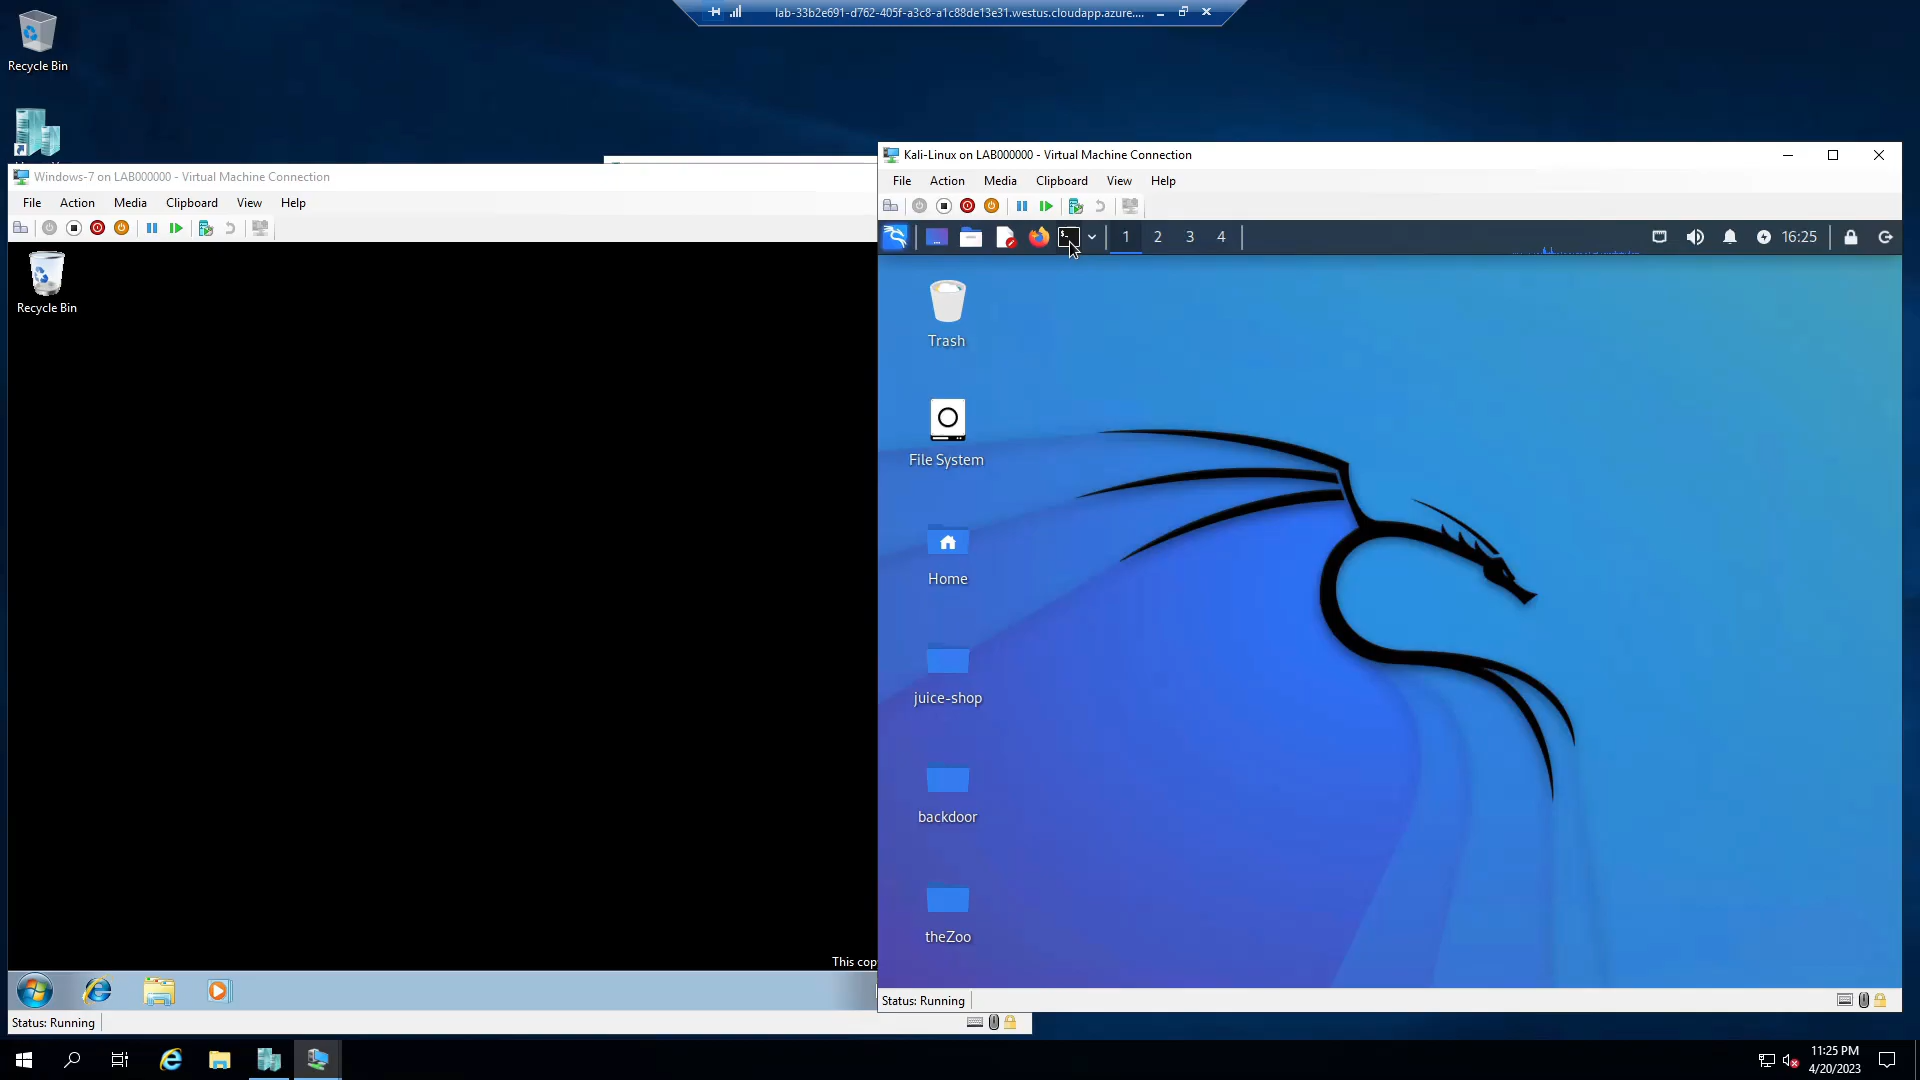 lab-33b2e691-d762-405f-a3c8-a1c88de13e31.westus.cloudapp.azure....
Recycle Bin
Kali-Linux on LAB000000 - Virtual Machine Connection
File Action Media Clipboard View Help
Windows-7 on LAB000000 - Virtual Machine Connection
File Action Media Clipboard View Help
1 2 3 4
16:25
Recycle Bin
Trash
File System
Home
juice-shop
backdoor
theZoo
This cop
Status: Running
Status: Running
11:25 PM
4/20/2023